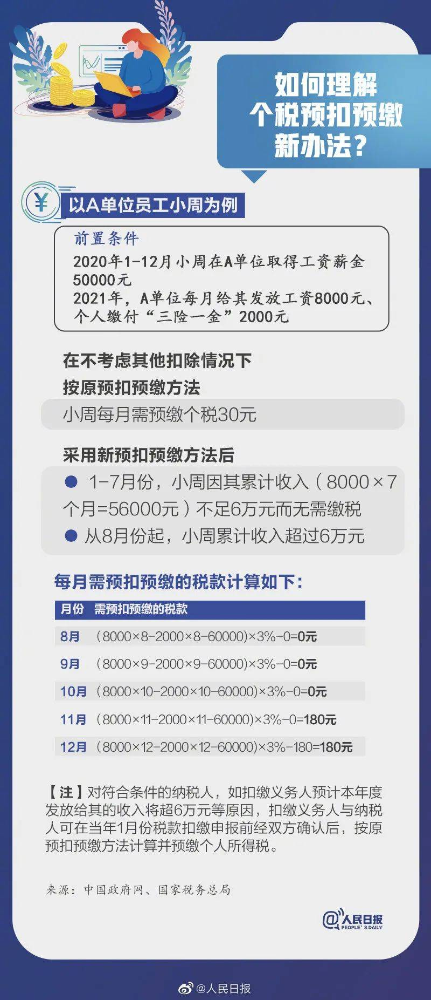 如何理解
个税预扣预缴
新办法？
¥
以A单位员工小周为例
前置条件
2020年1-12月小周在A单位取得工资薪金
50000元
2021年，A单位每月给其发放工资8000元、
个人缴付“三险一金”2000元
在不考虑其他扣除情况下
按原预扣预缴方法
小周每月需预缴个税30元
采用新预扣预缴方法后
● 1-7月份，小周因其累计收入（8000×7
个月=56000元）不足6万元而无需缴税
● 从8月份起，小周累计收入超过6万元
每月需预扣预缴的税款计算如下：
月份 需预扣预缴的税款
8月 （8000×8-2000×8-60000)×3%-0=0元
9月 （8000×9-2000×9-60000)×3%-0=0元
10月 （8000×10-2000×10-60000)×3%-0=0元
11月 （8000×11-2000×11-60000)×3%-0=180元
12月 （8000×12-2000×12-60000)×3%-180=180元
【注】对符合条件的纳税人，如扣缴义务人预计本年度
发放给其的收入将超6万元等原因，扣缴义务人与纳税
人可在当年1月份税款扣缴申报前经双方确认后，按原
预扣预缴方法计算并预缴个人所得税。
来源：中国政府网、国家税务总局
@人民日报
PEOPLE'S DAILY
@人民日报